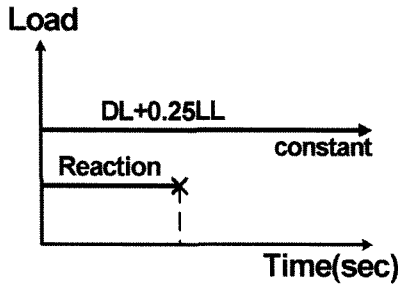 Load
DL+0.25LL
constant
Reaction
Time(sec)